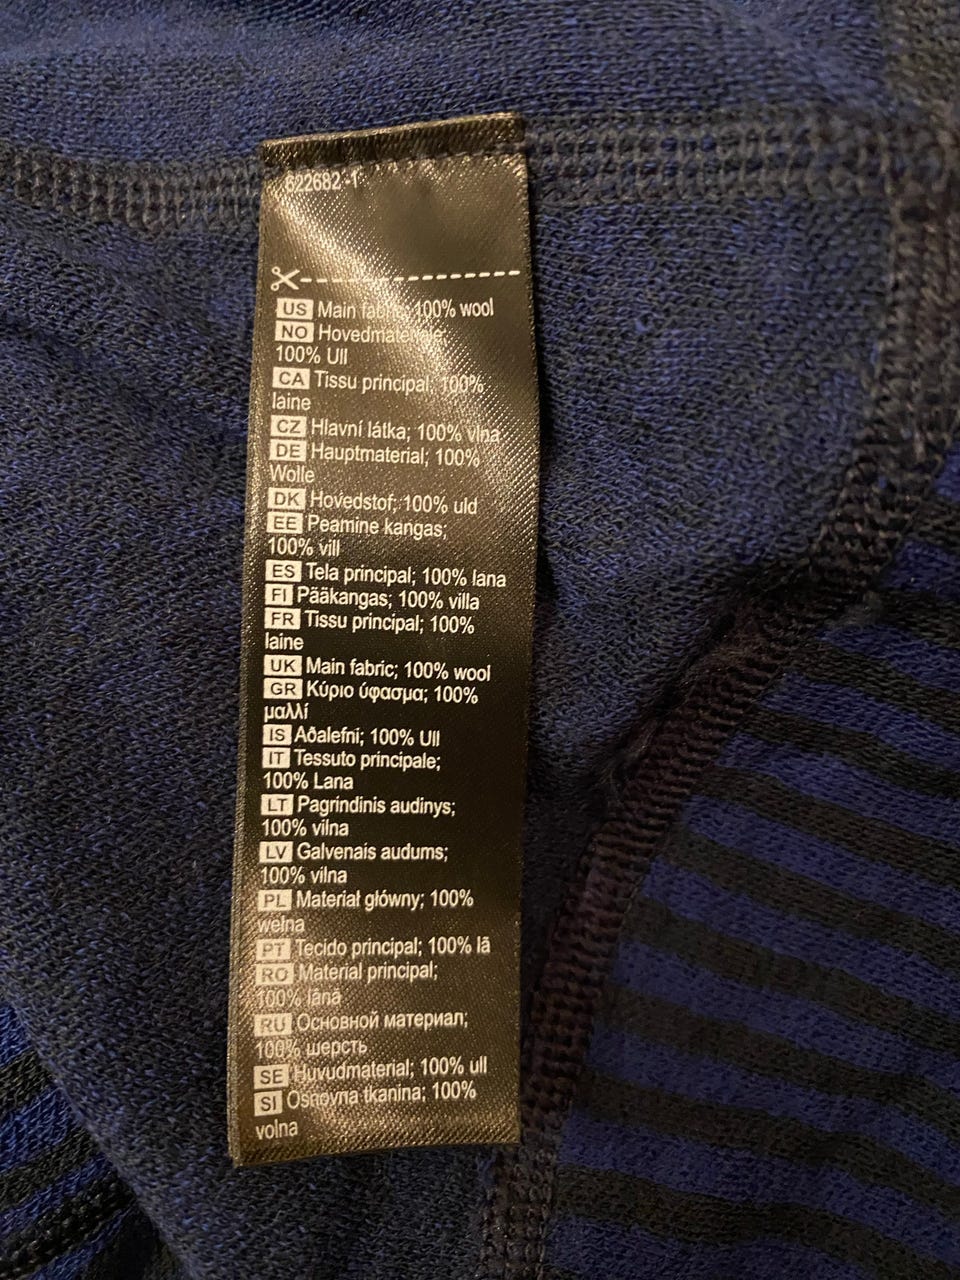 622682-1
US Main fabric; 100% wool
NO Hovedmateriale;
100% Ull
CA Tissu principal; 100%
laine
CZ Hlavní látka; 100% vlna
DE Hauptmaterial; 100%
Wolle
DK Hovedstof; 100% uld
EE Peamine kangas;
100% vill
ES Tela principal; 100% lana
FI Pääkangas; 100% villa
FR Tissu principal; 100%
laine
UK Main fabric; 100% wool
GR Κύριο ύφασμα; 100%
μαλλί
IS Aðalefni; 100% Ull
IT Tessuto principale;
100% Lana
LT Pagrindinis audinys;
100% vilna
LV Galvenais audums;
100% vilna
PL Materiał główny; 100%
wełna
PT Tecido principal; 100% lã
RO Material principal;
100% lână
RU Основной материал;
100% шерсть
SE Huvudmaterial; 100% ull
SI Osnovna tkanina; 100%
volna